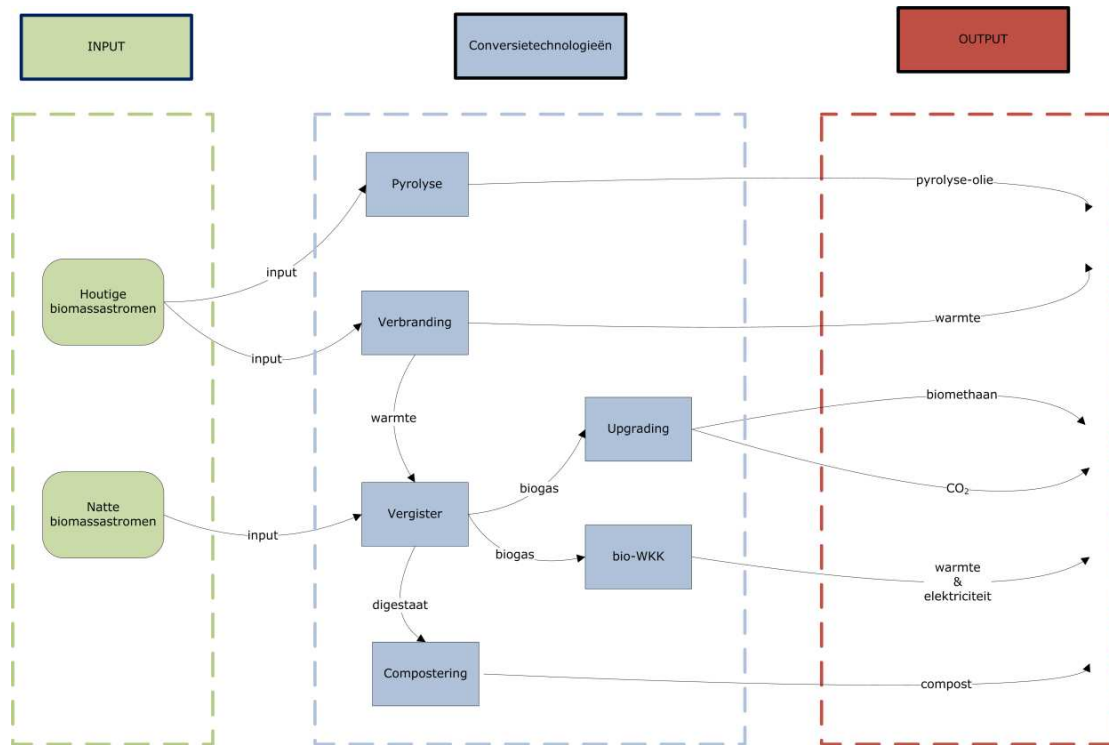 INPUT
Conversietechnologieën
OUTPUT
Pyrolyse
pyrolyse-olie
input
Houtige
biomassastromen
Verbranding
warmte
input
biomethaan
warmte
Upgrading
CO₂
biogas
Natte
biomassastromen
Vergister
input
biogas
bio-WKK
warmte
&
elektriciteit
digestaat
Compostering
compost